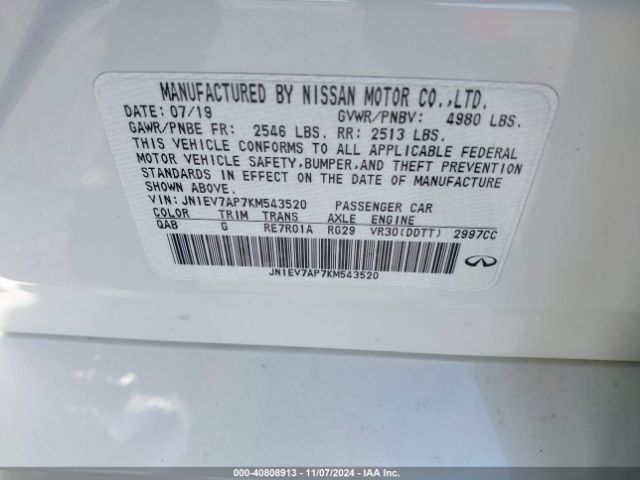 MANUFACTURED BY NISSAN MOTOR CO.,LTD.
DATE: 07/19 GVWR/PNBV: 4980 LBS.
GAWR/PNBE FR: 2546 LBS. RR: 2513 LBS.
THIS VEHICLE CONFORMS TO ALL APPLICABLE FEDERAL
MOTOR VEHICLE SAFETY,BUMPER,AND THEFT PREVENTION
STANDARDS IN EFFECT ON THE DATE OF MANUFACTURE
SHOWN ABOVE.
VIN: JN1EV7AP7KM543520 PASSENGER CAR
COLOR TRIM TRANS AXLE ENGINE
QAB G RE7R01A RG29 VR30(DDTT) 2997CC
JN1EV7AP7KM543520
000-40808913 - 11/07/2024 - IAA Inc.